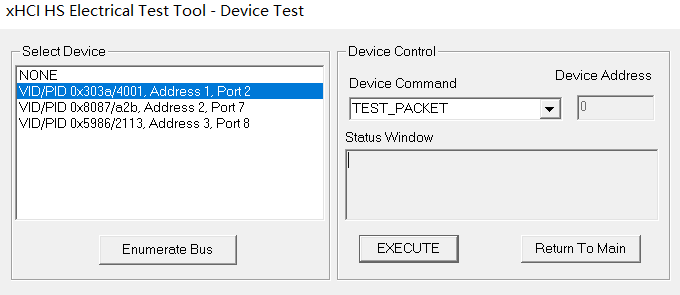 xHCI HS Electrical Test Tool - Device Test
Select Device
NONE
VID/PID 0x303a/4001, Address 1, Port 2
VID/PID 0x8087/a2b, Address 2, Port 7
VID/PID 0x5986/2113, Address 3, Port 8
Enumerate Bus
Device Control
Device Command
Device Address
TEST_PACKET
0
Status Window
EXECUTE
Return To Main